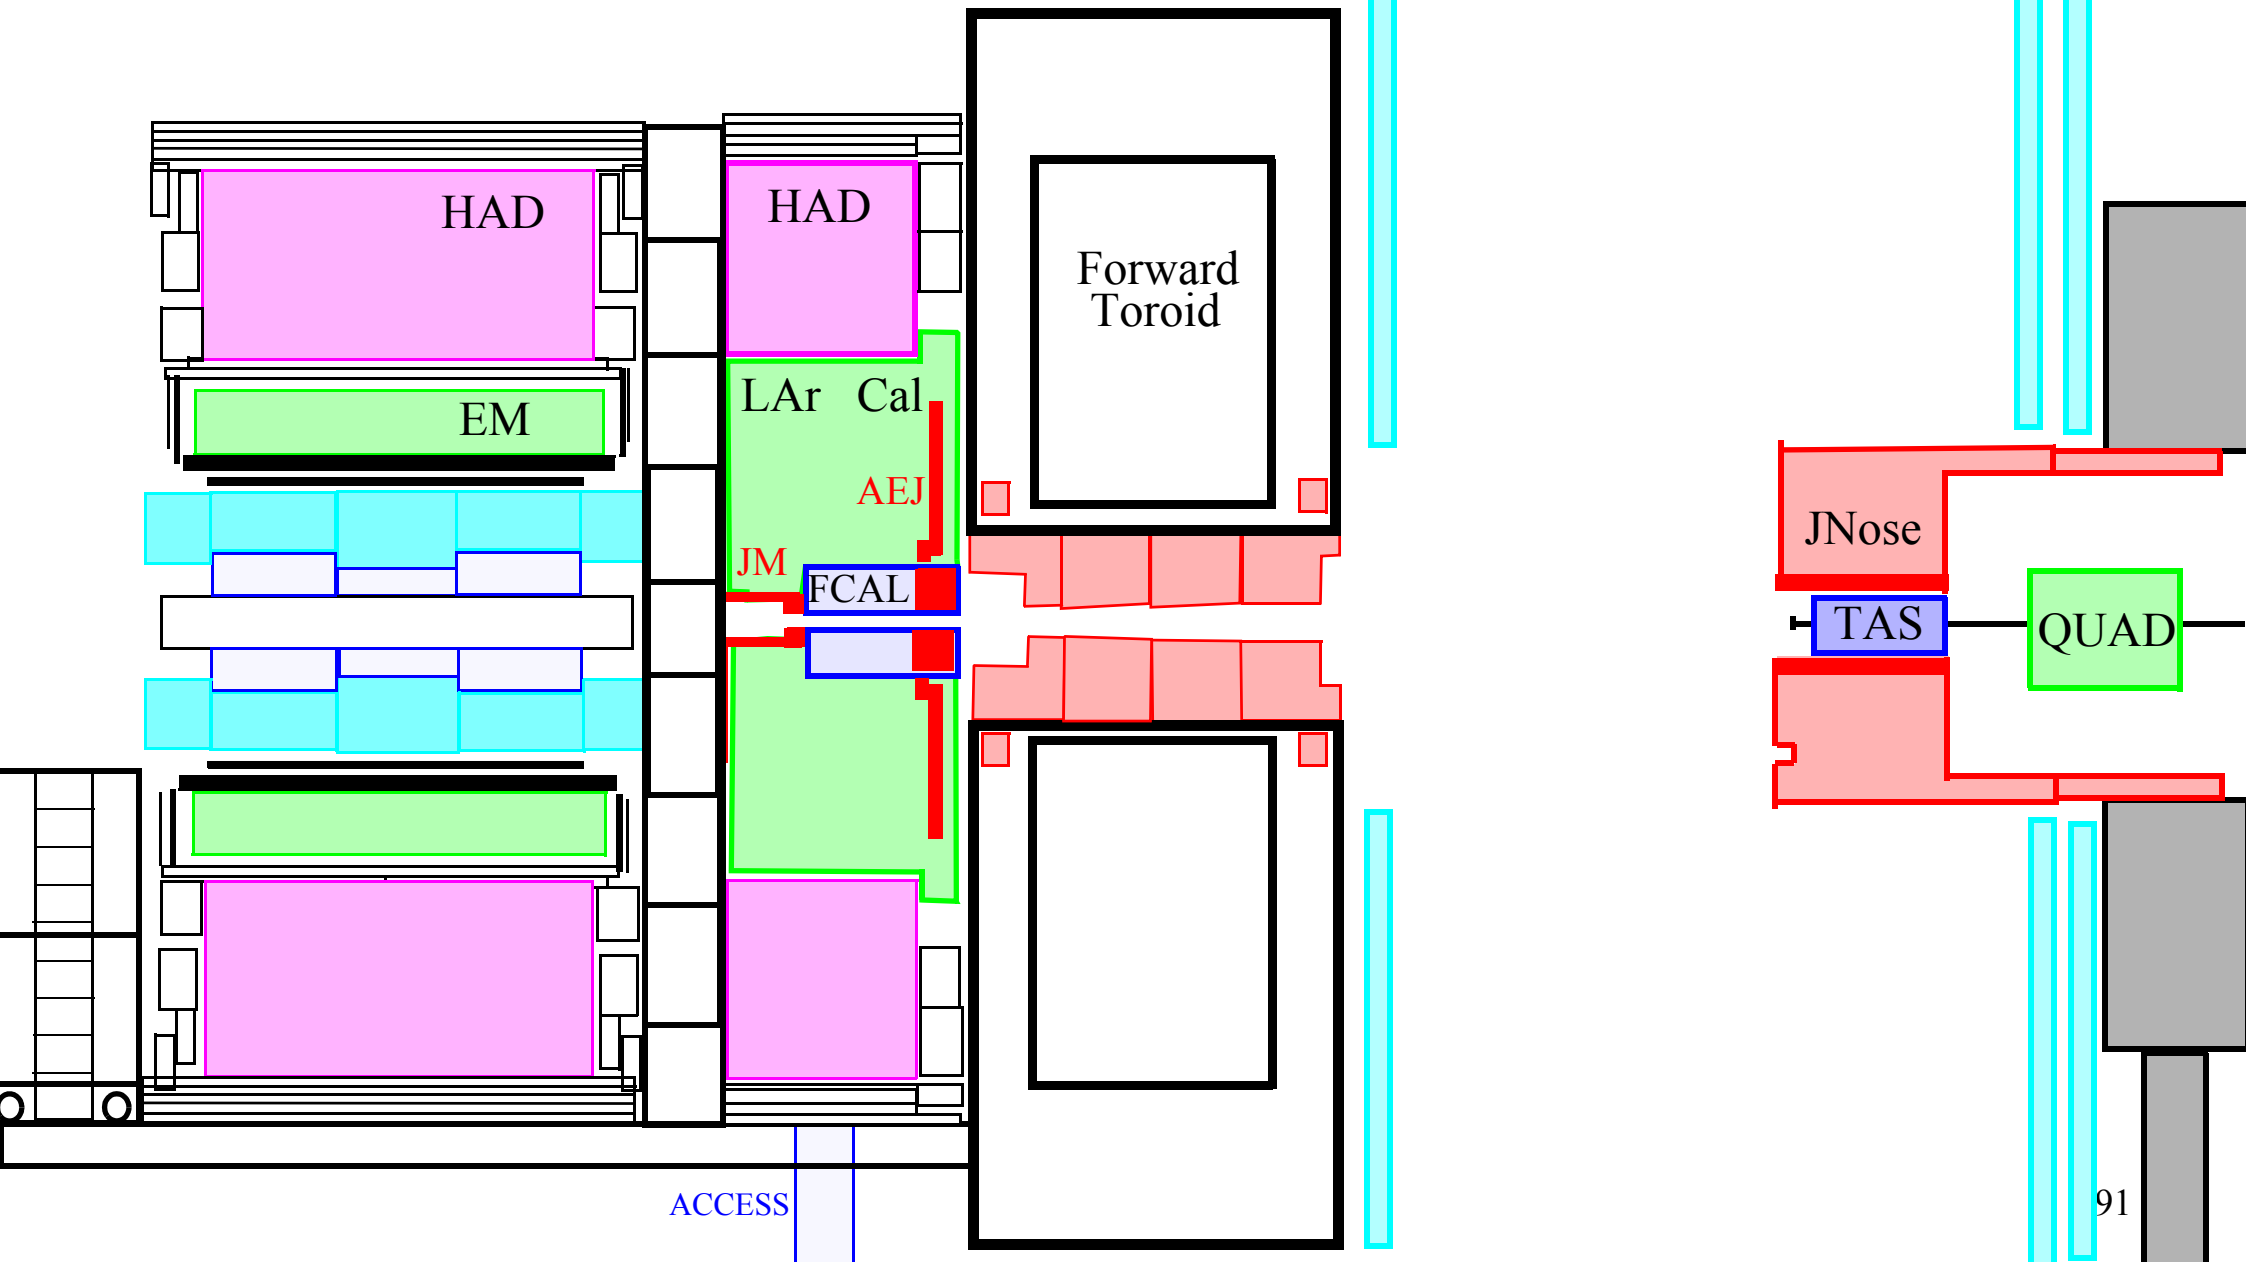 HAD
HAD
Forward
Toroid
LAr Cal
EM
AEJ
JNose
JM
FCAL
TAS
QUAD
ACCESS
91